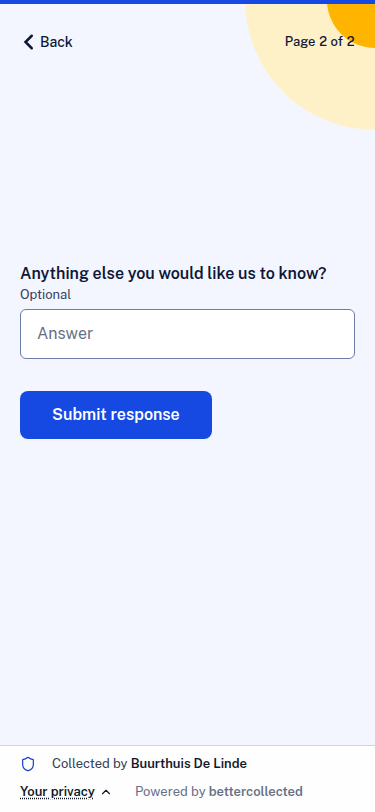 Back
Page 2 of 2
Anything else you would like us to know?
Optional
Answer
Submit response
Collected by Buurthuis De Linde
Your privacy
Powered by bettercollected